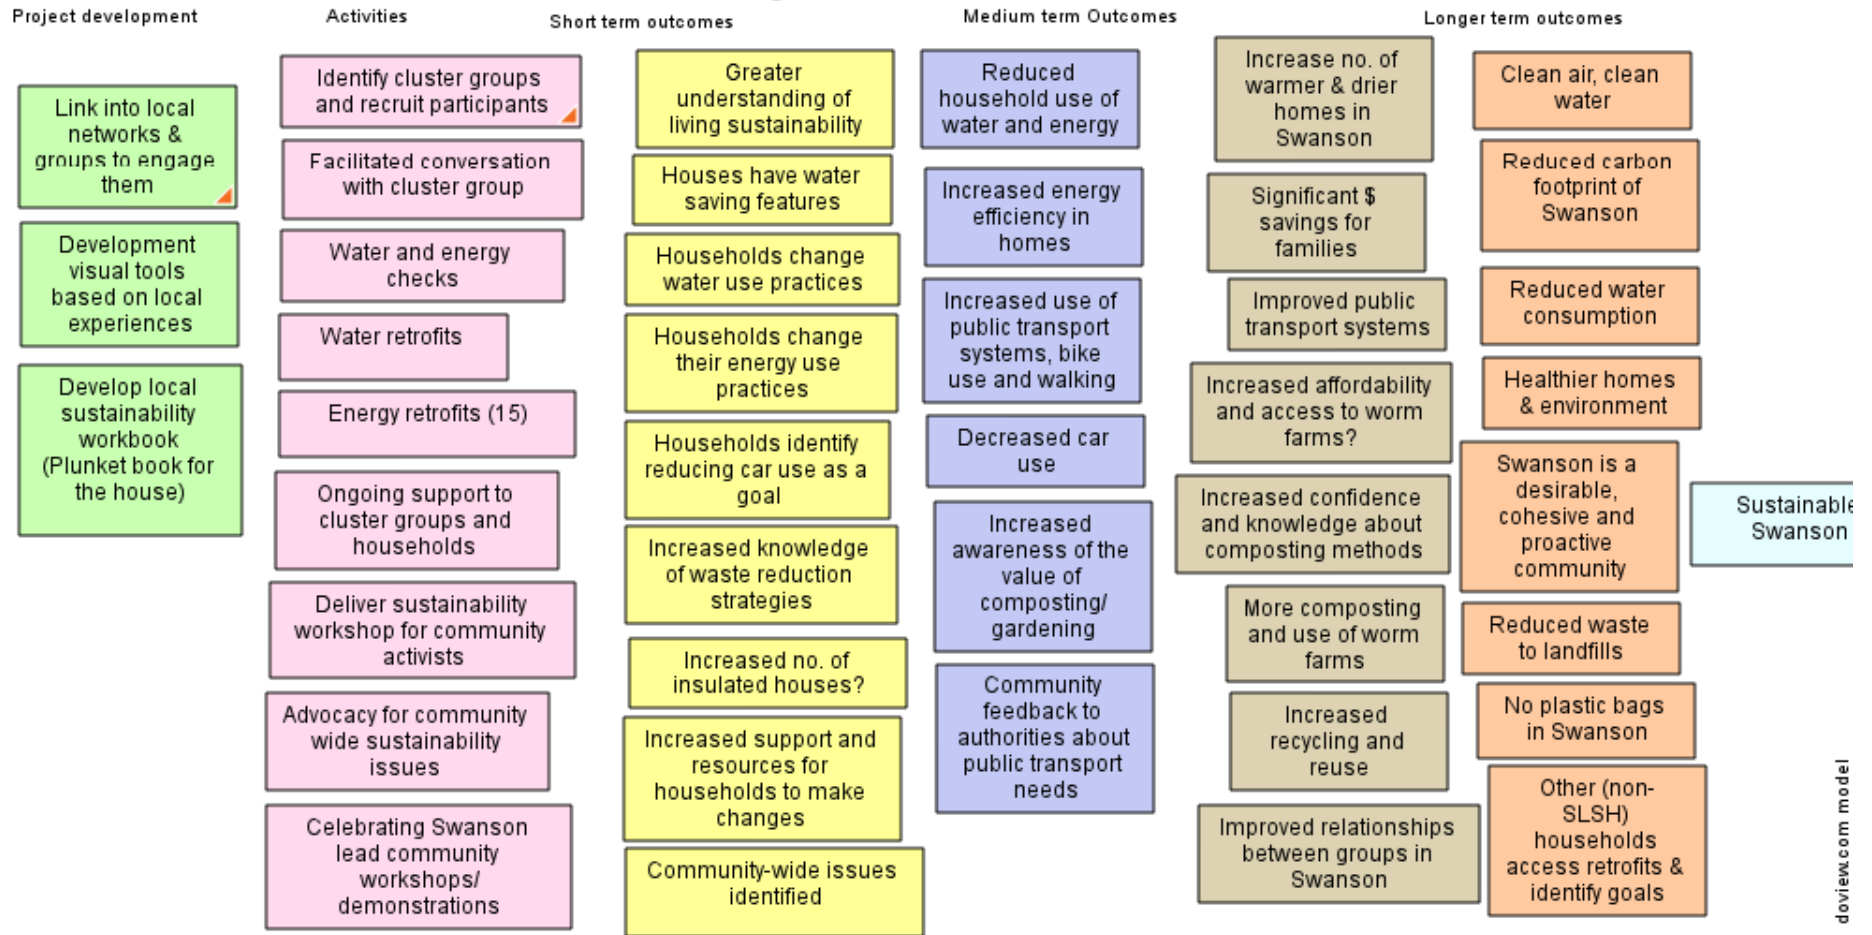 Project development
Activities
Short term outcomes
Medium term Outcomes
Longer term outcomes
Link into local
networks &
groups to engage
them
Development
visual tools
based on local
experiences
Develop local
sustainability
workbook
(Plunket book for
the house)
Identify cluster groups
and recruit participants
Facilitated conversation
with cluster group
Water and energy
checks
Water retrofits
Energy retrofits (15)
Ongoing support to
cluster groups and
households
Deliver sustainability
workshop for community
activists
Advocacy for community
wide sustainability
issues
Celebrating Swanson
lead community
workshops/
demonstrations
Greater
understanding of
living sustainability
Houses have water
saving features
Households change
water use practices
Households change
their energy use
practices
Households identify
reducing car use as a
goal
Increased knowledge
of waste reduction
strategies
Increased no. of
insulated houses?
Increased support and
resources for
households to make
changes
Community-wide issues
identified
Reduced
household use of
water and energy
Increased energy
efficiency in
homes
Increased use of
public transport
systems, bike
use and walking
Decreased car
use
Increased
awareness of the
value of
composting/
gardening
Community
feedback to
authorities about
public transport
needs
Increase no. of
warmer & drier
homes in
Swanson
Significant $
savings for
families
Improved public
transport systems
Increased affordability
and access to worm
farms?
Increased confidence
and knowledge about
composting methods
More composting
and use of worm
farms
Increased
recycling and
reuse
Improved relationships
between groups in
Swanson
Clean air, clean
water
Reduced carbon
footprint of
Swanson
Reduced water
consumption
Healthier homes
& environment
Swanson is a
desirable,
cohesive and
proactive
community
Reduced waste
to landfills
No plastic bags
in Swanson
Other (non-
SLSH)
households
access retrofits &
identify goals
Sustainable
Swanson
doview.com model